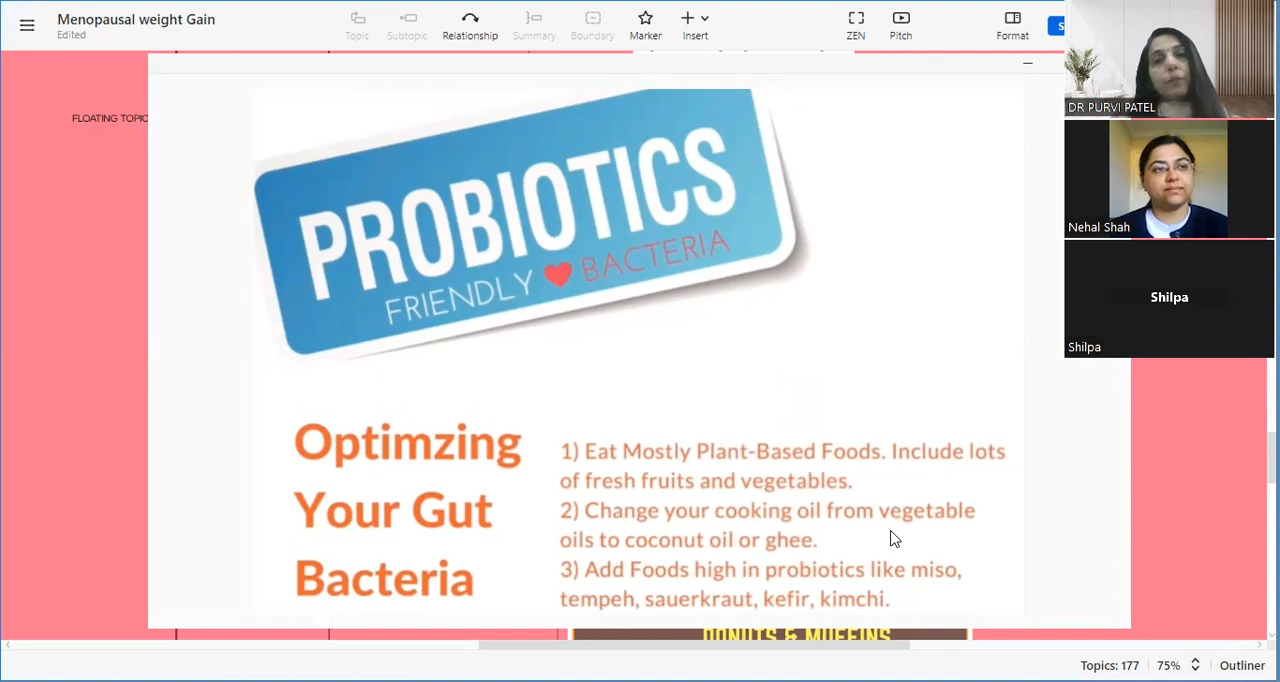 Menopausal weight Gain
Edited
Topic
Subtopic
Relationship
Summary
Boundary
Marker
Insert
ZEN
Pitch
Format
S
FLOATING TOPIC
PROBIOTICS
FRIENDLY BACTERIA
Optimzing
Your Gut
Bacteria
1) Eat Mostly Plant-Based Foods. Include lots
of fresh fruits and vegetables.
2) Change your cooking oil from vegetable
oils to coconut oil or ghee.
3) Add Foods high in probiotics like miso,
tempeh, sauerkraut, kefir, kimchi.
DONUTS & MUFFINS
DR PURVI PATEL
Nehal Shah
Shilpa
Shilpa
Topics: 177
75%
Outliner